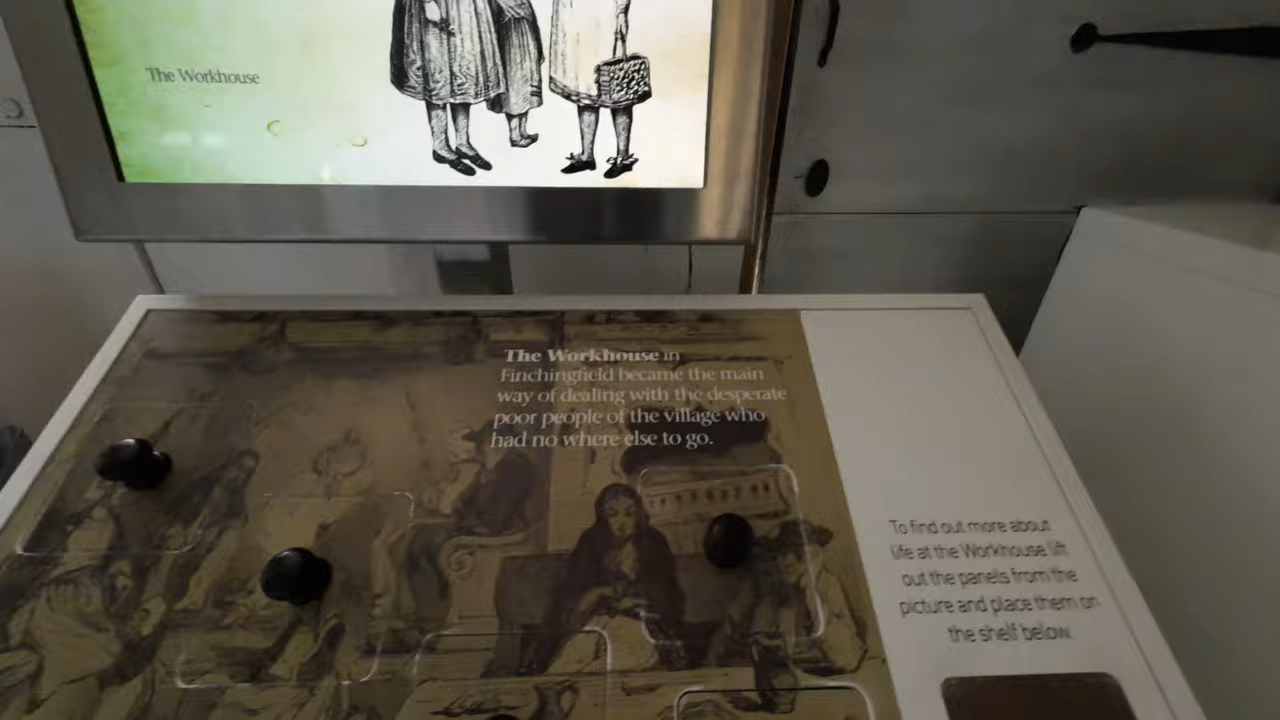 The Workhouse
The Workhouse in
Finchingfield became the main
way of dealing with the desperate
poor people of the village who
had no where else to go.
To find out more about
life at the Workhouse lift
out the panels from the
picture and place them on
the shelf below.